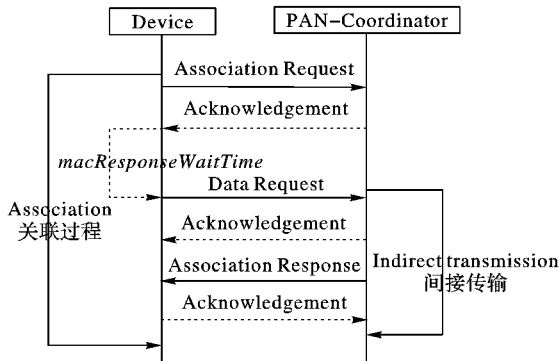 Device
PAN-Coordinator
Association Request
Acknowledgement
macResponseWaitTime
Data Request
Association
关联过程
Acknowledgement
Indirect transmission
间接传输
Association Response
Acknowledgement